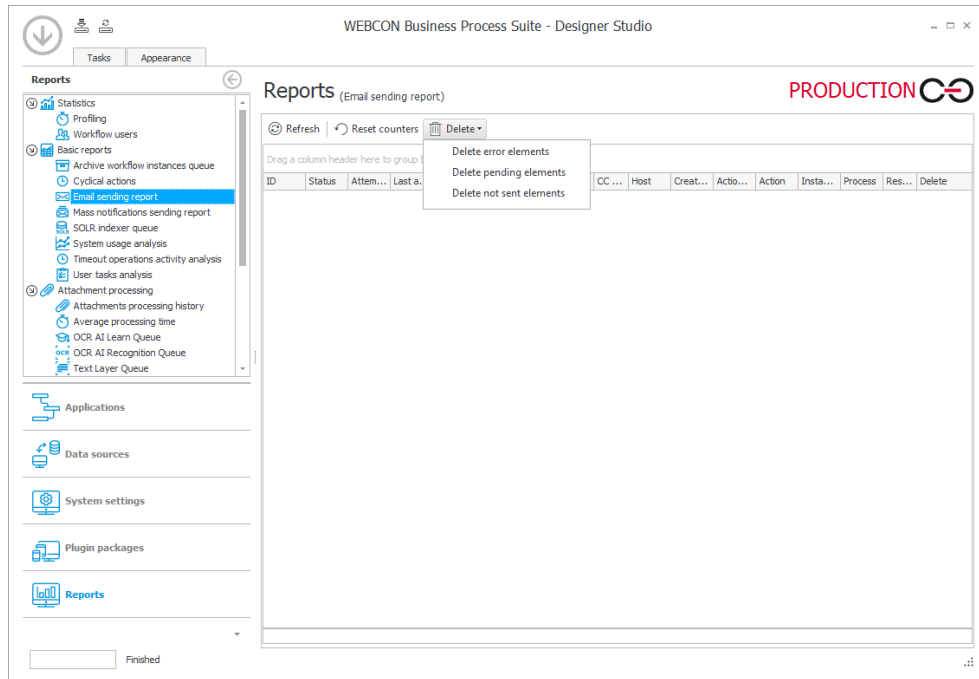 WEBCON Business Process Suite - Designer Studio
Tasks Appearance
Reports
Statistics
Profiling
Workflow users
Basic reports
Archive workflow instances queue
Cyclical actions
Email sending report
Mass notifications sending report
SOLR indexer queue
System usage analysis
Timeout operations activity analysis
User tasks analysis
Attachment processing
Attachments processing history
Average processing time
OCR AI Learn Queue
OCR AI Recognition Queue
Text Layer Queue
Applications
Data sources
System settings
Plugin packages
Reports
Finished
Reports (Email sending report)
PRODUCTION
Refresh Reset counters Delete
Delete error elements
Delete pending elements
Delete not sent elements
Drag a column header here to group
ID Status Attem... Last a. CC ... Host Creat... Actio... Action Insta... Process Res... Delete